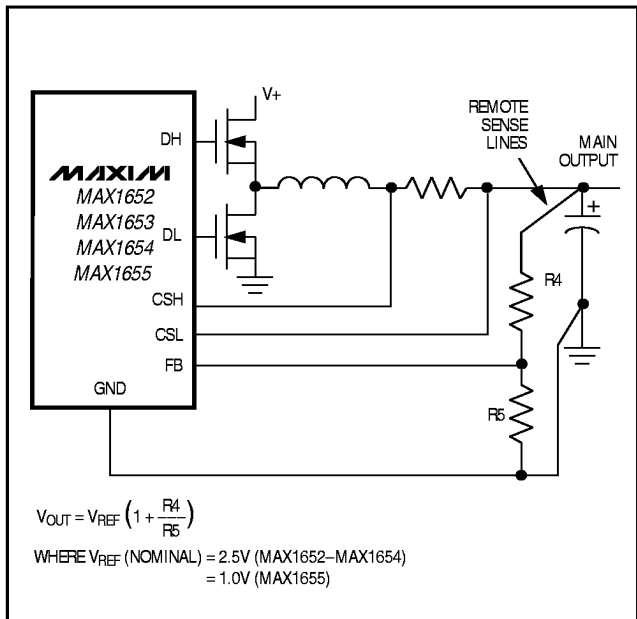 V+
REMOTE
SENSE
LINES
MAIN
OUTPUT
DH
MAXIM
MAX1652
MAX1653
MAX1654
MAX1655
DL
+
R4
CSH
CSL
FB
GND
R5
VOUT = VREF (1 + R4/R5)
WHERE VREF (NOMINAL) = 2.5V (MAX1652–MAX1654)
= 1.0V (MAX1655)